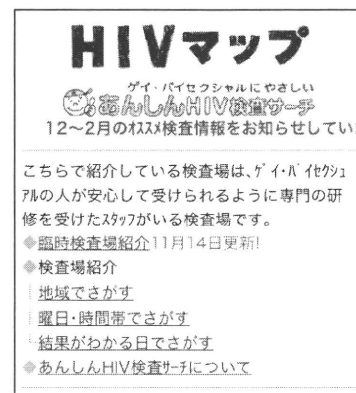 HIVマップ
ゲイ・バイセクシャルにやさしい
あんしんHIV検査サーチ
12～2月のオススメ検査情報をお知らせしてい
こちらで紹介している検査場は、ゲイ・バイセクシュ
アルの人が安心して受けられるように専門の研
修を受けたスタッフがいる検査場です。
◆臨時検査場紹介11月14日更新!
◆検査場紹介
地域でさがす
曜日・時間帯でさがす
結果がわかる日でさがす
◆あんしんHIV検査サーチについて